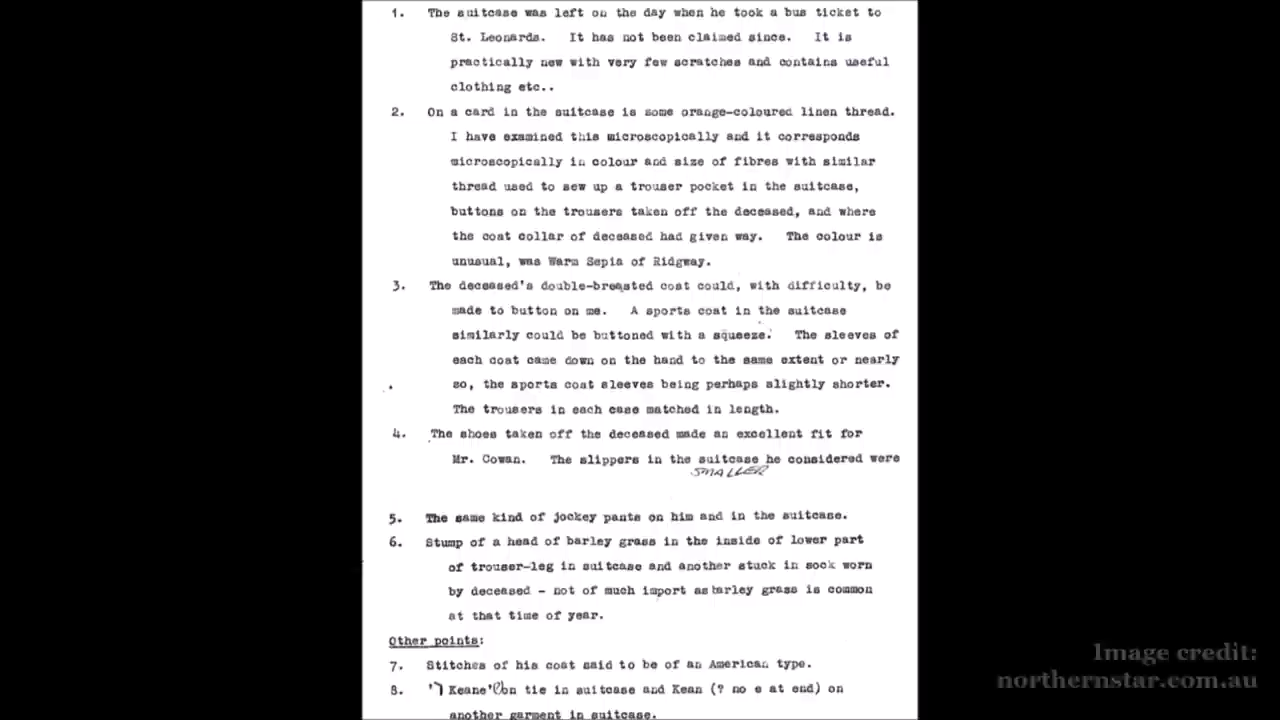 1. The suitcase was left on the day when he took a bus ticket to
St. Leonards. It has not been claimed since. It is
practically new with very few scratches and contains useful
clothing etc..
2. On a card in the suitcase is some orange-coloured linen thread.
I have examined this microscopically and it corresponds
microscopically in colour and size of fibres with similar
thread used to sew up a trouser pocket in the suitcase,
buttons on the trousers taken off the deceased, and where
the coat collar of deceased had given way. The colour is
unusual, was Warm Sepia of Ridgway.
3. The deceased's double-breasted coat could, with difficulty, be
made to button on me. A sports coat in the suitcase
similarly could be buttoned with a squeeze. The sleeves of
each coat came down on the hand to the same extent or nearly
so, the sports coat sleeves being perhaps slightly shorter.
The trousers in each case matched in length.
4. The shoes taken off the deceased made an excellent fit for
Mr. Cowan. The slippers in the suitcase he considered were
SMALLER
5. The same kind of jockey pants on him and in the suitcase.
6. Stump of a head of barley grass in the inside of lower part
of trouser-leg in suitcase and another stuck in sock worn
by deceased - not of much import as barley grass is common
at that time of year.
Other points:
7. Stitches of his coat said to be of an American type.
8. Keane' on tie in suitcase and Kean (? no e at end) on
another garment in suitcase.
Image credit:
northernstar.com.au